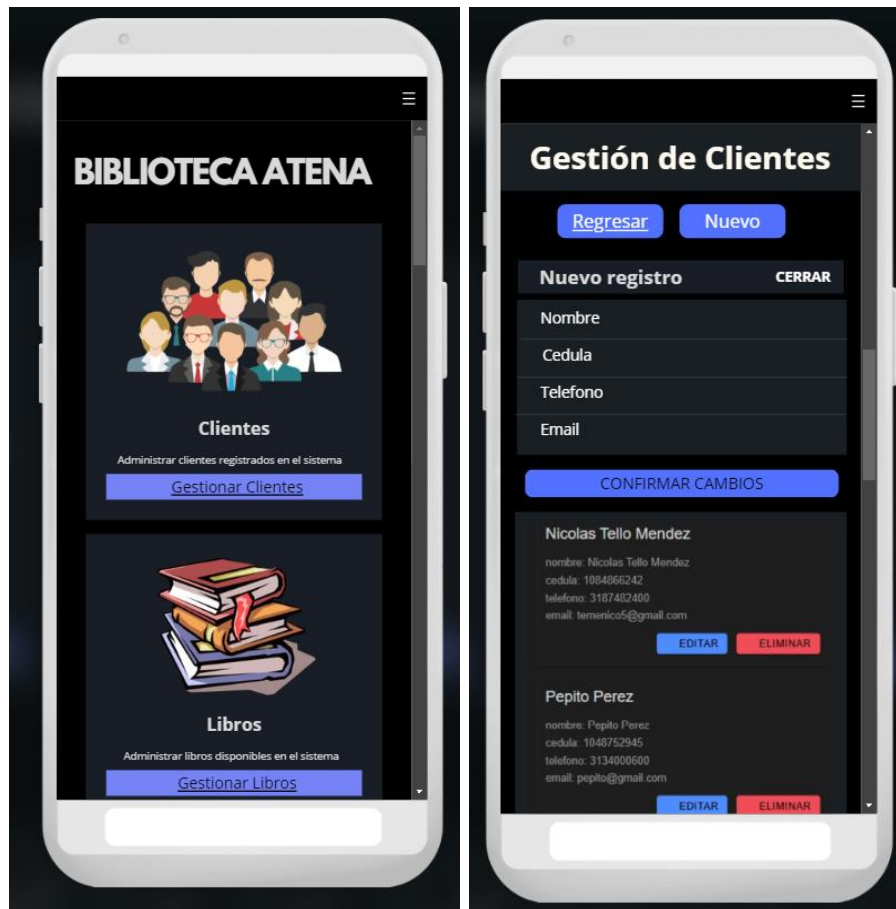 BIBLIOTECA ATENA
Clientes
Administrar clientes registrados en el sistema
Gestionar Clientes
Libros
Administrar libros disponibles en el sistema
Gestionar Libros
Gestión de Clientes
Regresar
Nuevo
Nuevo registro
CERRAR
Nombre
Cedula
Telefono
Email
CONFIRMAR CAMBIOS
Nicolas Tello Mendez
nombre: Nicolas Tello Mendez
cedula: 1084866242
telefono: 3187482400
email: temenico5@gmail.com
EDITAR
ELIMINAR
Pepito Perez
nombre: Pepito Perez
cedula: 1048752945
telefono: 3134000600
email: pepito@gmail.com
EDITAR
ELIMINAR